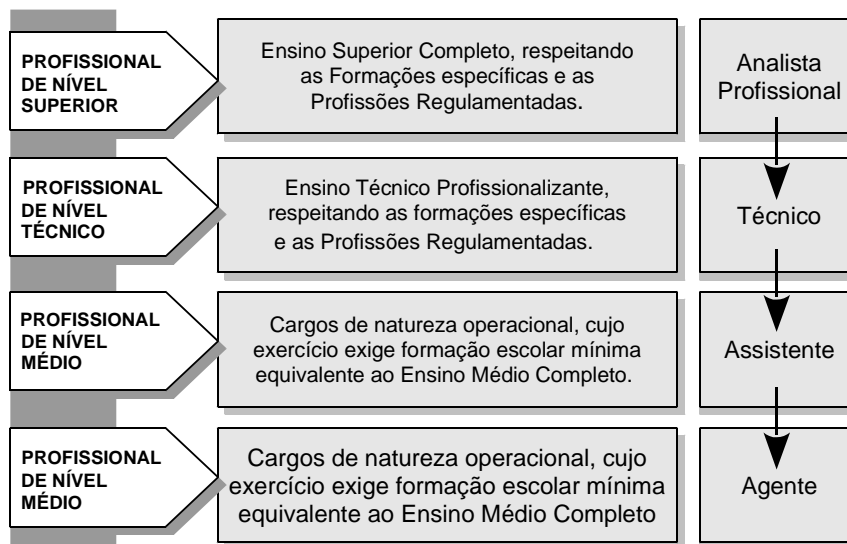 PROFISSIONAL
DE NÍVEL
SUPERIOR
Ensino Superior Completo, respeitando
as Formações específicas e as
Profissões Regulamentadas.
Analista
Profissional
PROFISSIONAL
DE NÍVEL
TÉCNICO
Ensino Técnico Profissionalizante,
respeitando as formações específicas
e as Profissões Regulamentadas.
Técnico
PROFISSIONAL
DE NÍVEL
MÉDIO
Cargos de natureza operacional, cujo
exercício exige formação escolar mínima
equivalente ao Ensino Médio Completo.
Assistente
PROFISSIONAL
DE NÍVEL
MÉDIO
Cargos de natureza operacional, cujo
exercício exige formação escolar mínima
equivalente ao Ensino Médio Completo
Agente